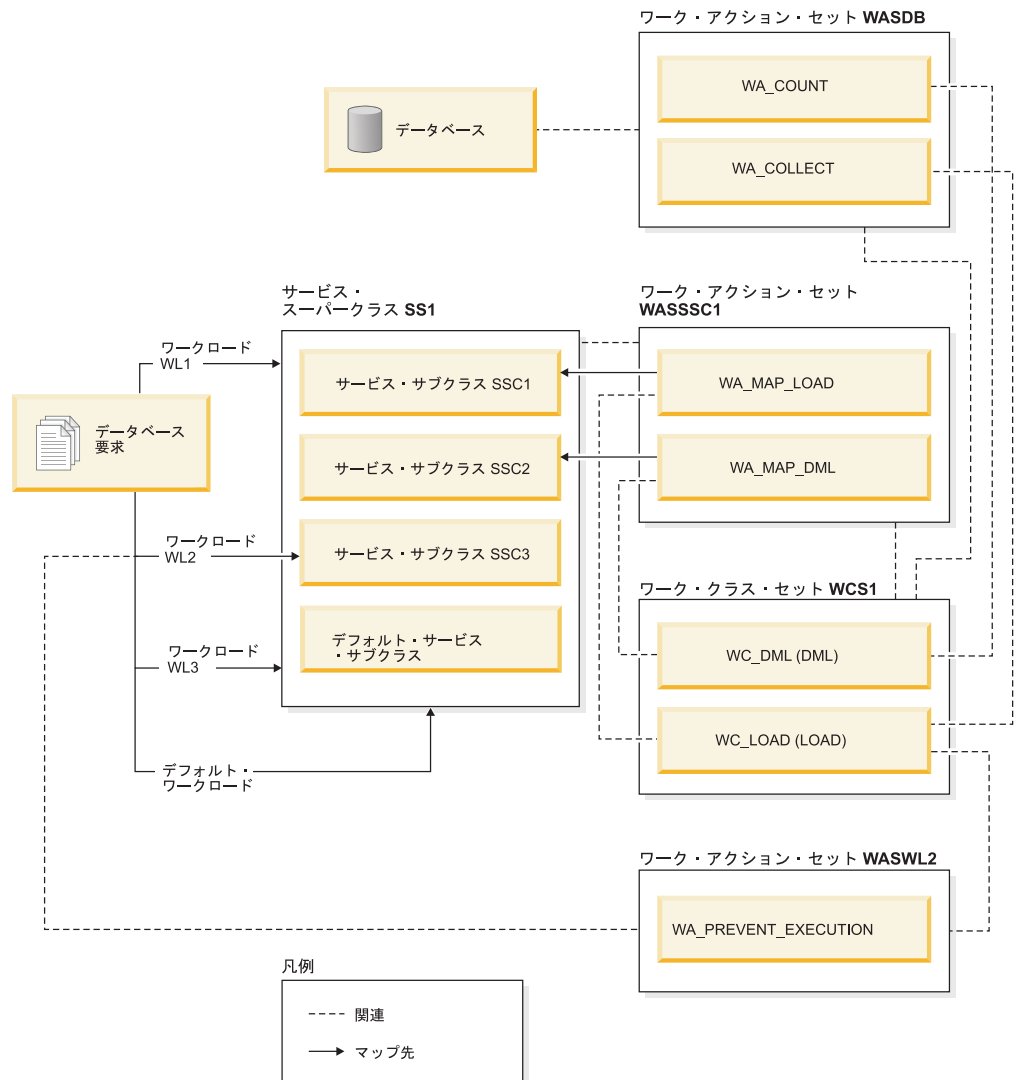 ワーク・アクション・セット WASDB
WA_COUNT
データベース
WA_COLLECT
サービス・
スーパークラス SS1
ワーク・アクション・セット
WASSSC1
ワークロード
WL1
サービス・サブクラス SSC1
WA_MAP_LOAD
データベース
要求
サービス・サブクラス SSC2
WA_MAP_DML
ワークロード
WL2
サービス・サブクラス SSC3
ワーク・クラス・セット WCS1
デフォルト・サービス
・サブクラス
WC_DML (DML)
ワークロード
WL3
WC_LOAD (LOAD)
デフォルト・
ワークロード
ワーク・アクション・セット WASWL2
WA_PREVENT_EXECUTION
凡例
関連
マップ先